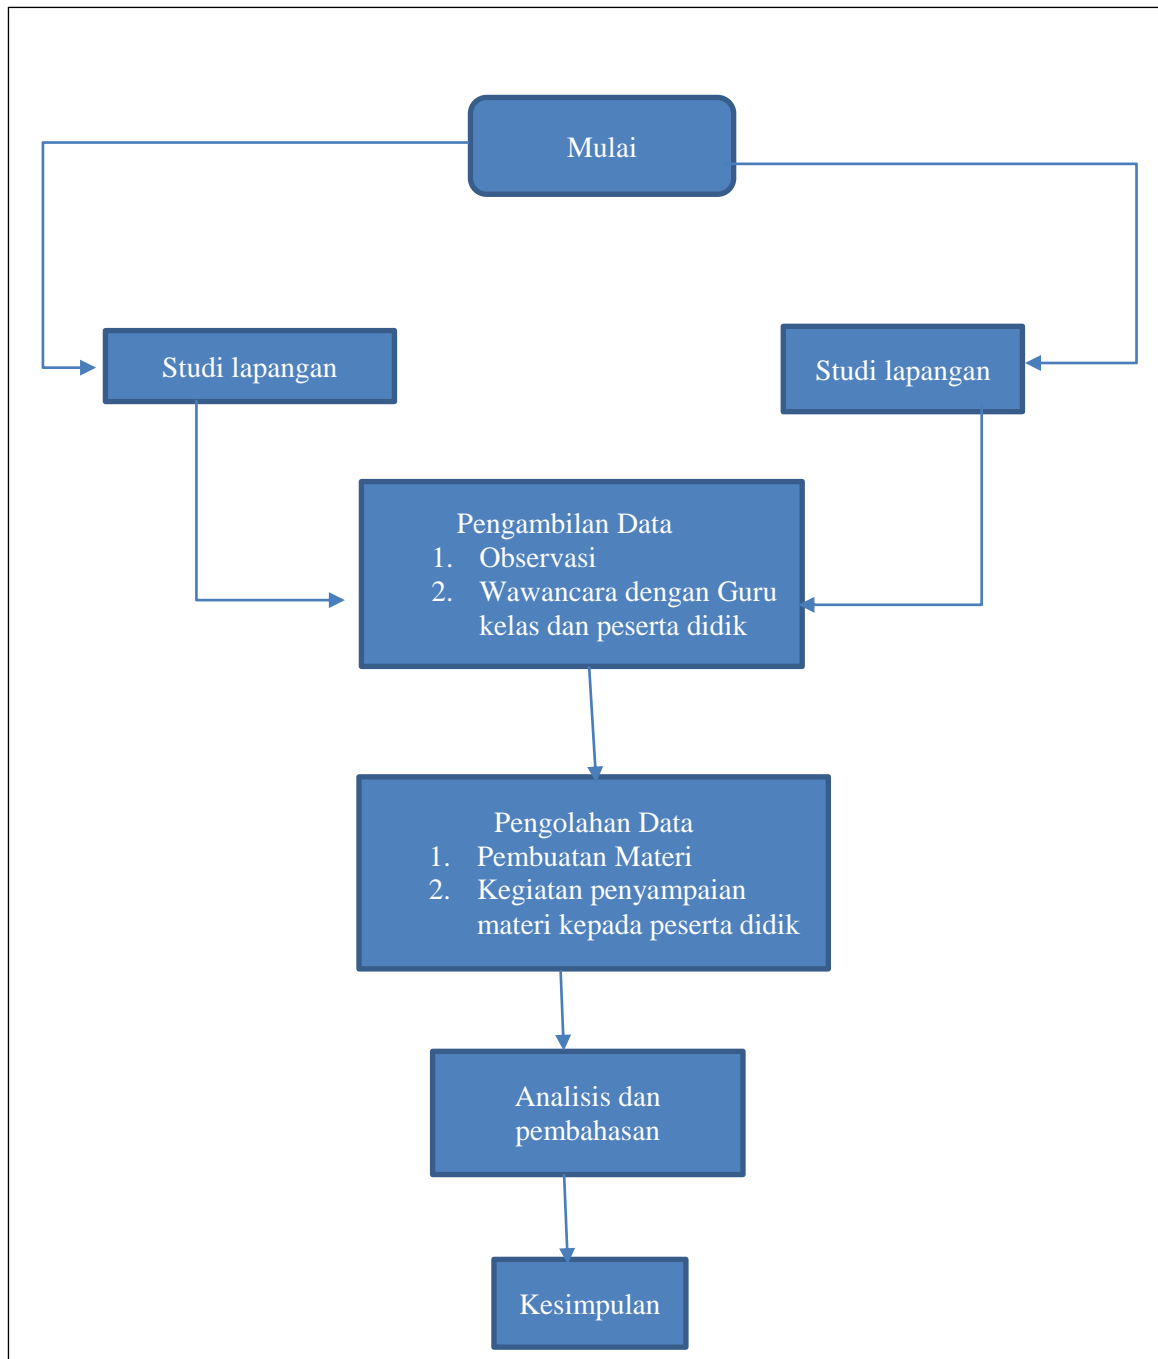 Mulai
Studi lapangan
Studi lapangan
Pengambilan Data
1. Observasi
2. Wawancara dengan Guru
kelas dan peserta didik
Pengolahan Data
1. Pembuatan Materi
2. Kegiatan penyampaian
materi kepada peserta didik
Analisis dan
pembahasan
Kesimpulan